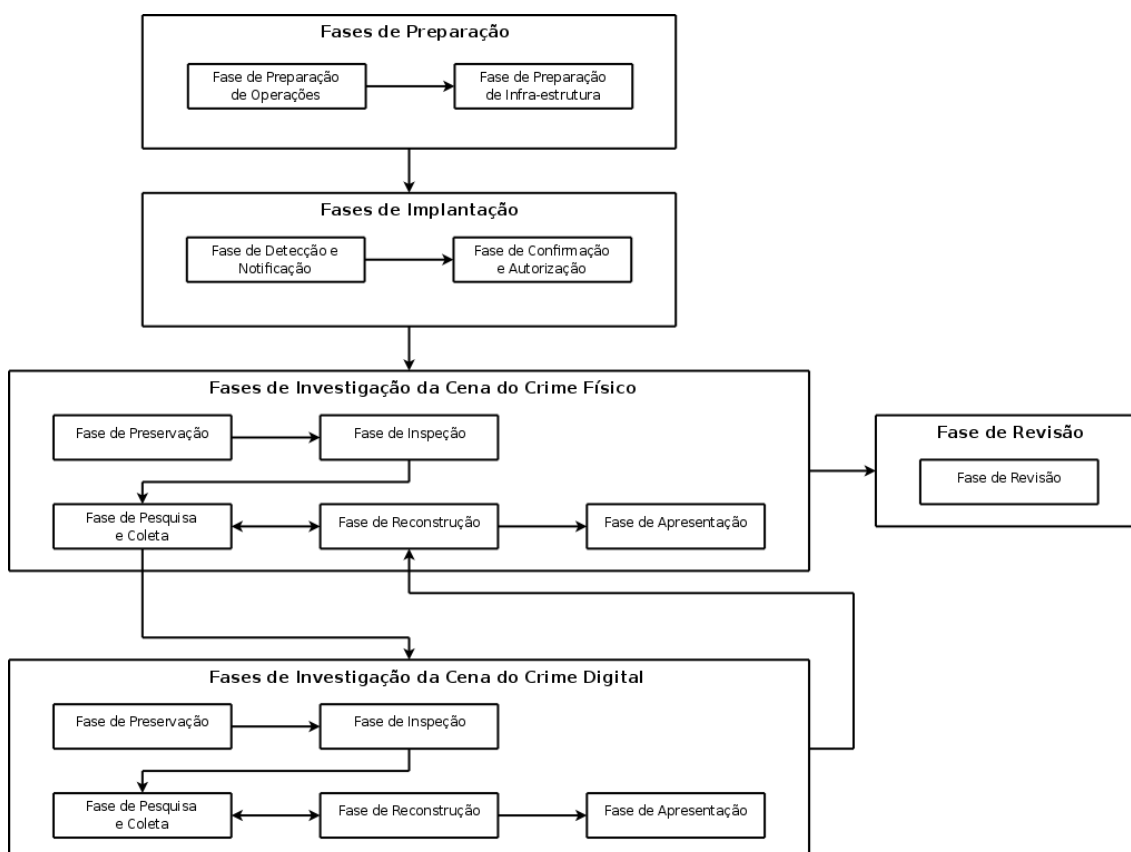 Fases de Preparação
Fase de Preparação
de Operações
Fase de Preparação
de Infra-estrutura
Fases de Implantação
Fase de Detecção e
Notificação
Fase de Confirmação
e Autorização
Fases de Investigação da Cena do Crime Físico
Fase de Preservação
Fase de Inspeção
Fase de Pesquisa
e Coleta
Fase de Reconstrução
Fase de Apresentação
Fase de Revisão
Fase de Revisão
Fases de Investigação da Cena do Crime Digital
Fase de Preservação
Fase de Inspeção
Fase de Pesquisa
e Coleta
Fase de Reconstrução
Fase de Apresentação